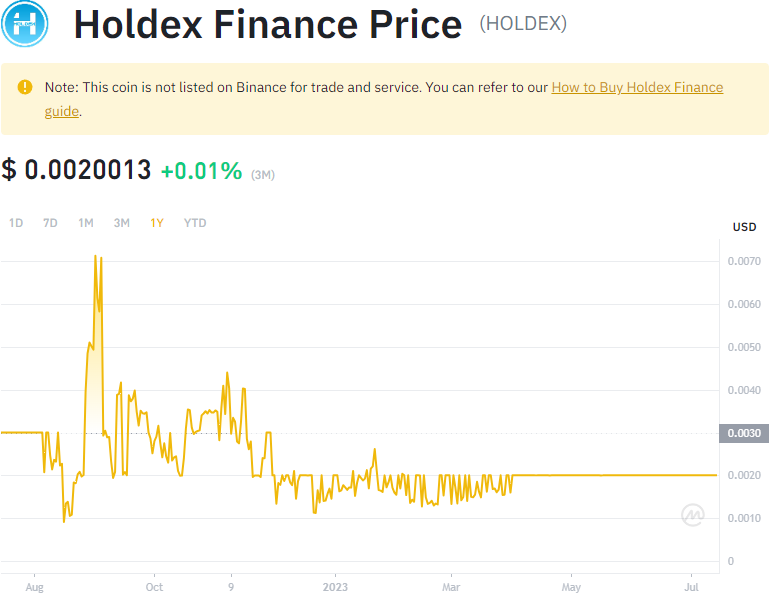 Holdex Finance Price (HOLDEX)
Note: This coin is not listed on Binance for trade and service. You can refer to our How to Buy Holdex Finance
guide.
$ 0.0020013 +0.01% (3M)
1D 7D 1M 3M 1Y YTD
USD
0.0070
0.0060
0.0050
0.0040
0.0030
0.0020
0.0010
0
Aug Oct 9 2023 Mar May Jul